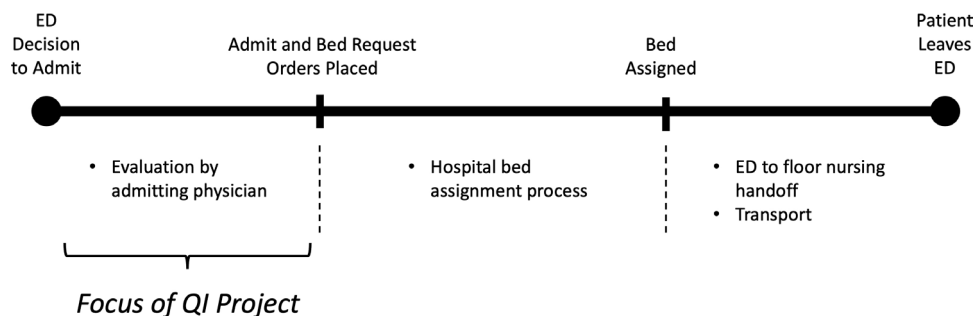 ED
Decision
to Admit
Admit and Bed Request
Orders Placed
Bed
Assigned
Patient
Leaves
ED
• Evaluation by
admitting physician
• Hospital bed
assignment process
• ED to floor nursing
handoff
• Transport
Focus of QI Project